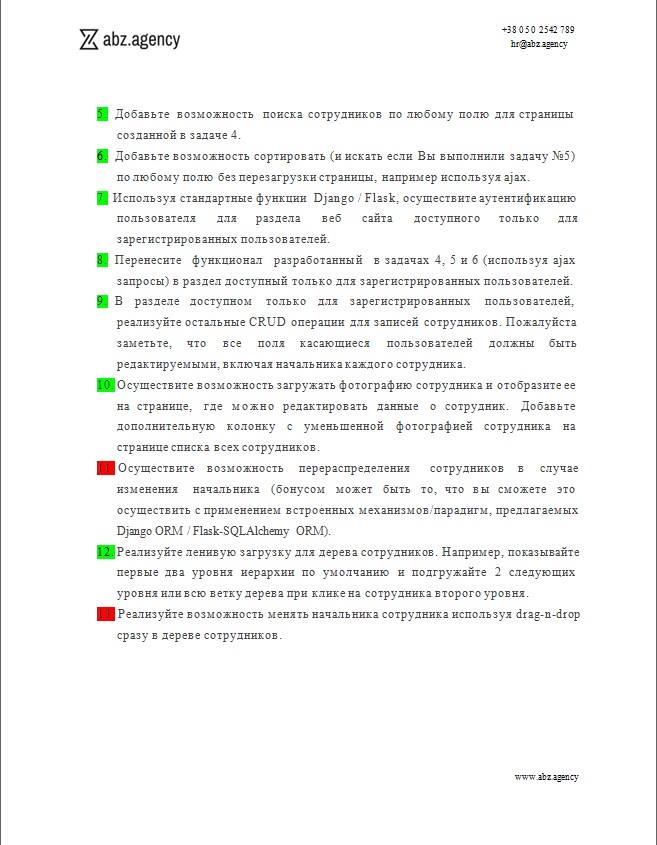 abz.agency
+38 050 2542 789
hr@abz.agency
5. Добавьте возможность поиска сотрудников по любому полю для страницы
созданной в задаче 4.
6. Добавьте возможность сортировать (и искать если Вы выполнили задачу №5)
по любому полю без перезагрузки страницы, например используя ajax.
7. Используя стандартные функции Django / Flask, осуществите аутентификацию
пользователя для раздела веб сайта доступного только для
зарегистрированных пользователей.
8. Перенесите функционал разработанный в задачах 4, 5 и 6 (используя ajax
запросы) в раздел доступный только для зарегистрированных пользователей.
9. В разделе доступном только для зарегистрированных пользователей,
реализуйте остальные CRUD операции для записей сотрудников. Пожалуйста
заметьте, что все поля касающиеся пользователей должны быть
редактируемыми, включая начальника каждого сотрудника.
10. Осуществите возможность загружать фотографию сотрудника и отобразите ее
на странице, где можно редактировать данные о сотрудник. Добавьте
дополнительную колонку с уменьшенной фотографией сотрудника на
странице списка всех сотрудников.
11. Осуществите возможность перераспределения сотрудников в случае
изменения начальника (бонусом может быть то, что вы сможете это
осуществить с применением встроенных механизмов/парадигм, предлагаемых
Django ORM / Flask-SQLAlchemy ORM).
12. Реализуйте ленивую загрузку для дерева сотрудников. Например, показывайте
первые два уровня иерархии по умолчанию и подгружайте 2 следующих
уровня или всю ветку дерева при клике на сотрудника второго уровня.
13. Реализуйте возможность менять начальника сотрудника используя drag-n-drop
сразу в дереве сотрудников.
www.abz.agency